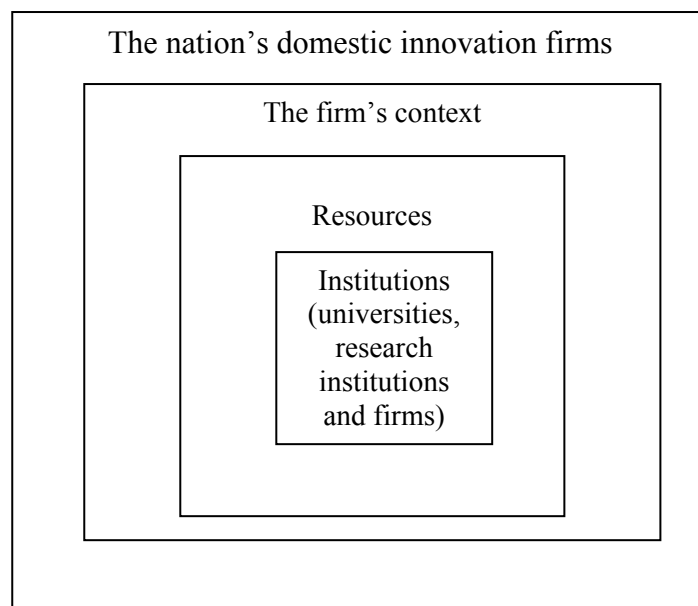 The nation’s domestic innovation firms
The firm’s context
Resources
Institutions
(universities,
research
institutions
and firms)